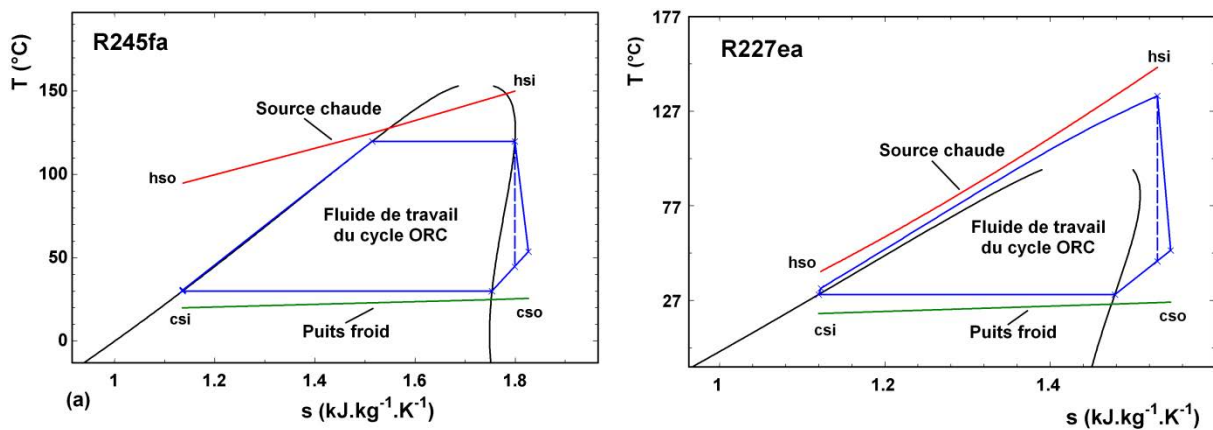 R245fa
T (°C)
150
100
50
0
hsi
Source chaude
hso
Fluide de travail
du cycle ORC
csi
Puits froid
cso
1
1.2
1.4
1.6
1.8
(a)
s (kJ.kg⁻¹.K⁻¹)
R227ea
T (°C)
177
127
77
27
hsi
Source chaude
hso
Fluide de travail
du cycle ORC
csi
Puits froid
cso
1
1.2
1.4
s (kJ.kg⁻¹.K⁻¹)